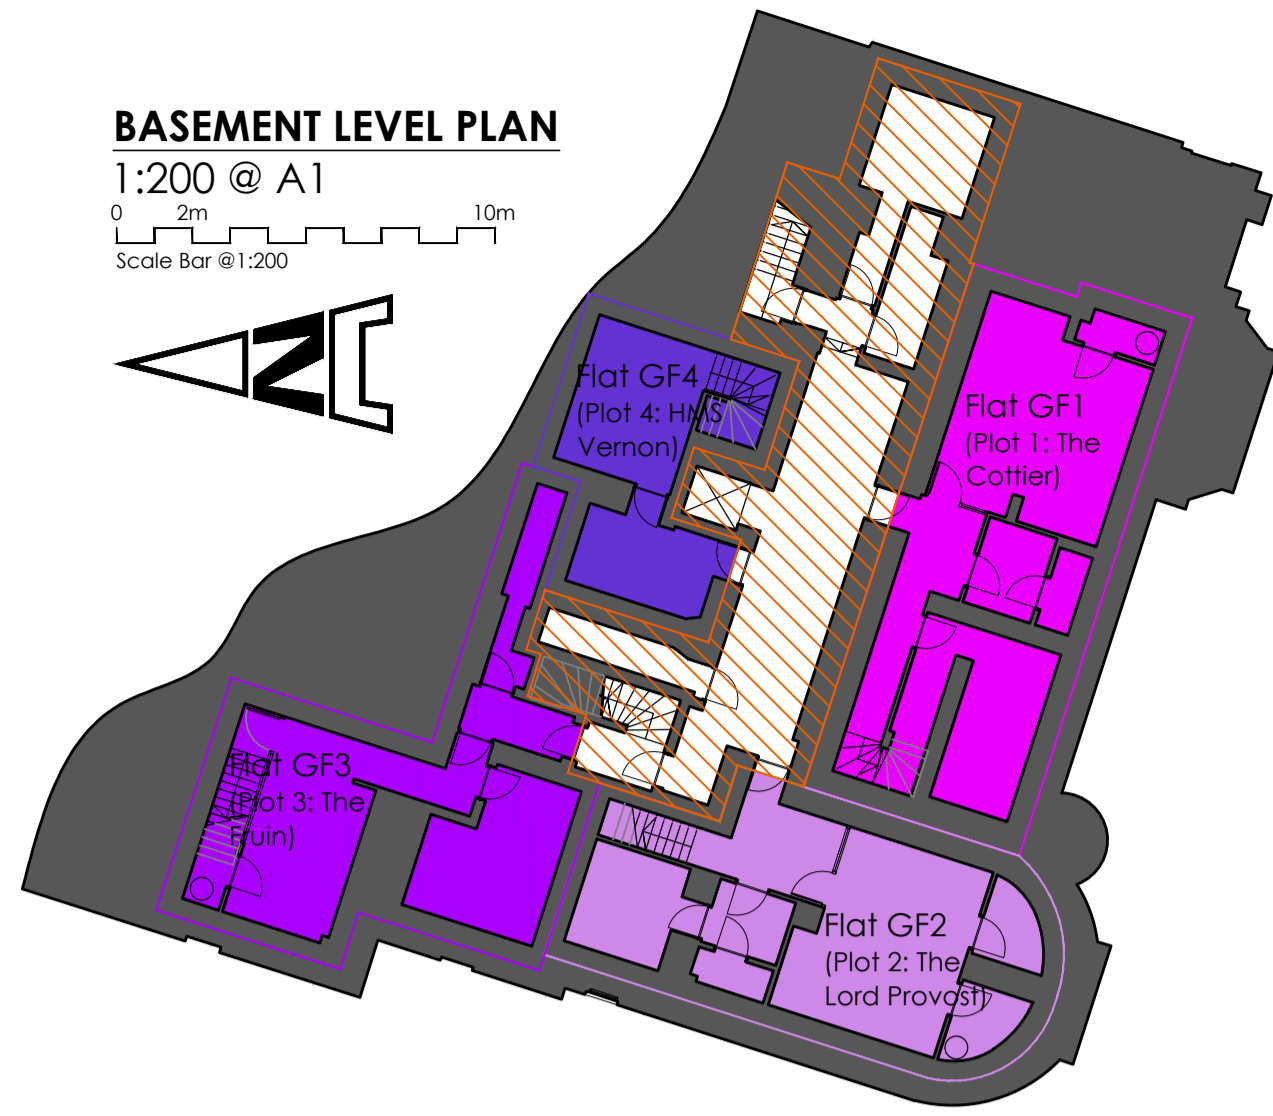 BASEMENT LEVEL PLAN
1:200 @ A1
0 2m 10m
Scale Bar @1:200
N
Flat GF4
(Plot 4: HMS
Vernon)
Flat GF1
(Plot 1: The
Cottier)
Flat GF3
(Plot 3: The
Fruin)
Flat GF2
(Plot 2: The
Lord Provost)